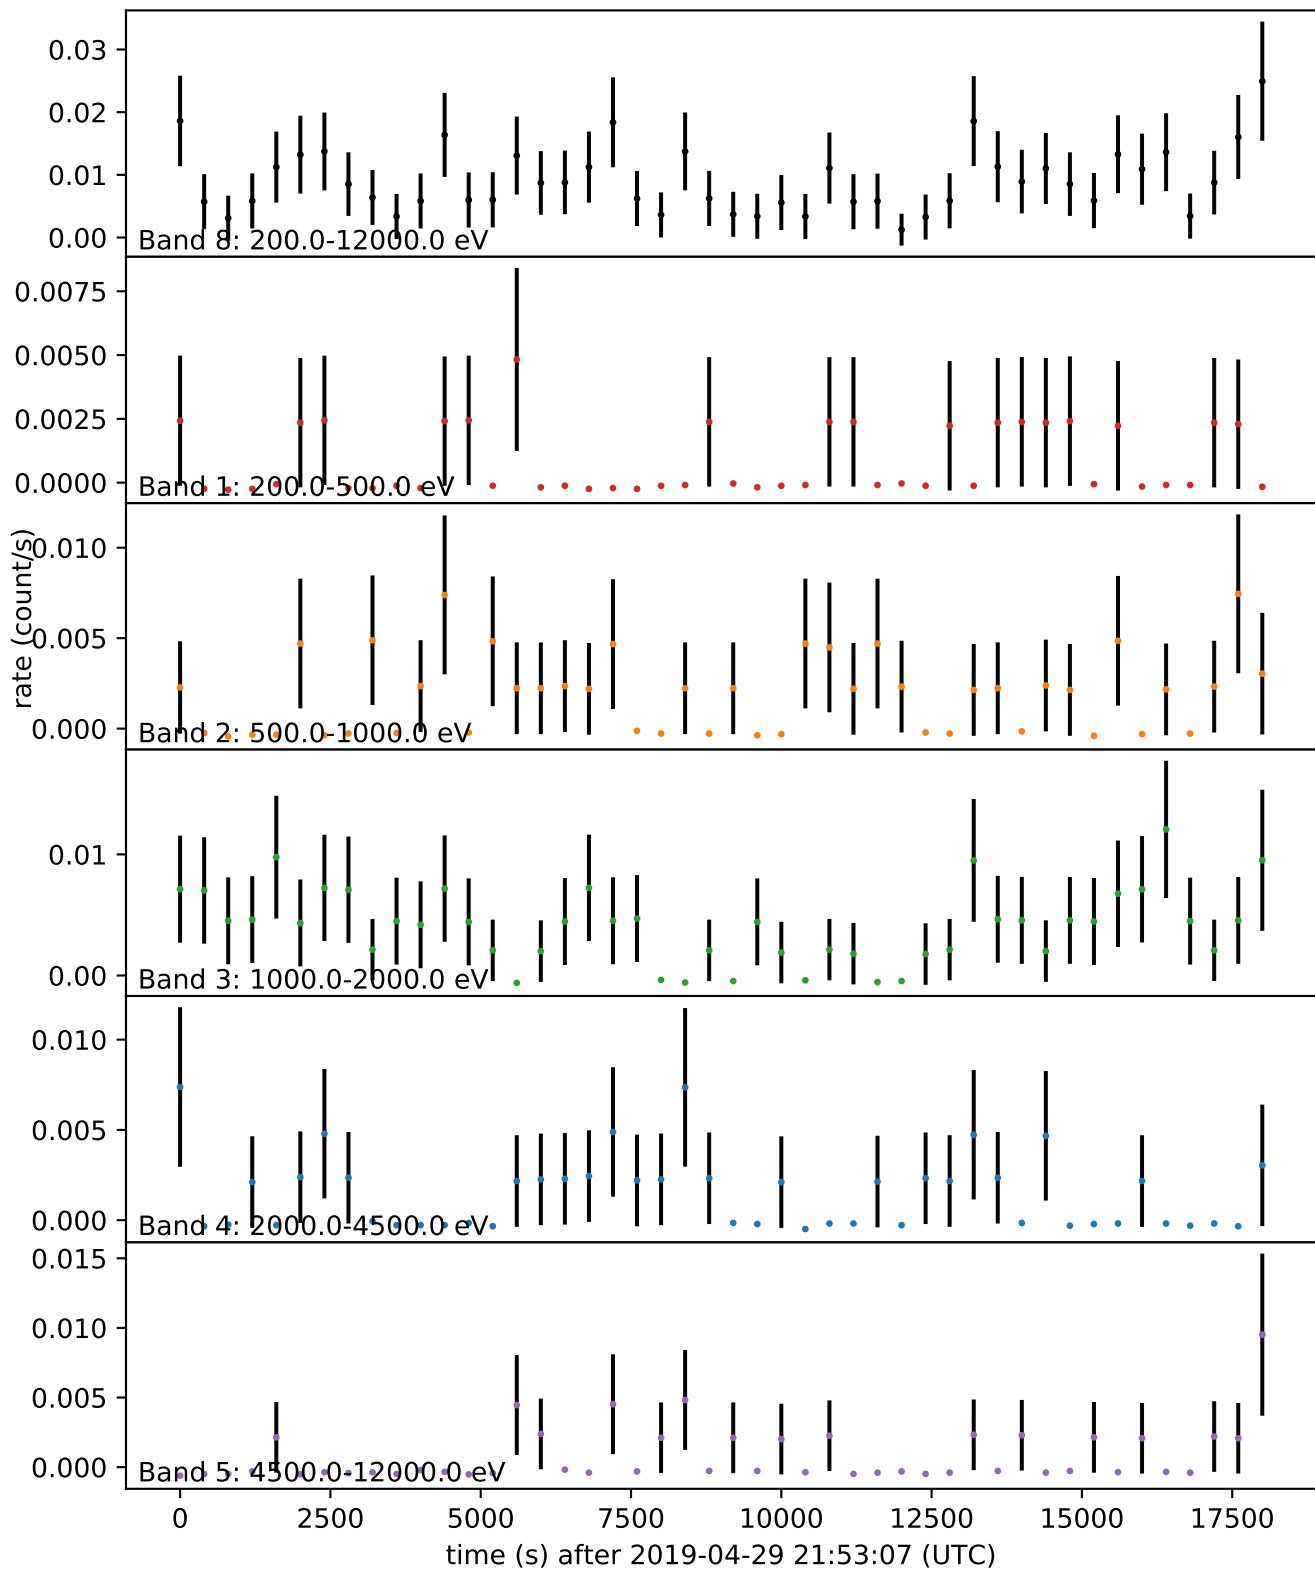 0.03
0.02
0.01
0.00
Band 8: 200.0-12000.0 eV
0.0075
0.0050
0.0025
0.0000
Band 1: 200.0-500.0 eV
rate (count/s)
0.010
0.005
0.000
Band 2: 500.0-1000.0 eV
0.01
0.00
Band 3: 1000.0-2000.0 eV
0.010
0.005
0.000
Band 4: 2000.0-4500.0 eV
0.015
0.010
0.005
0.000
Band 5: 4500.0-12000.0 eV
0 2500 5000 7500 10000 12500 15000 17500
time (s) after 2019-04-29 21:53:07 (UTC)